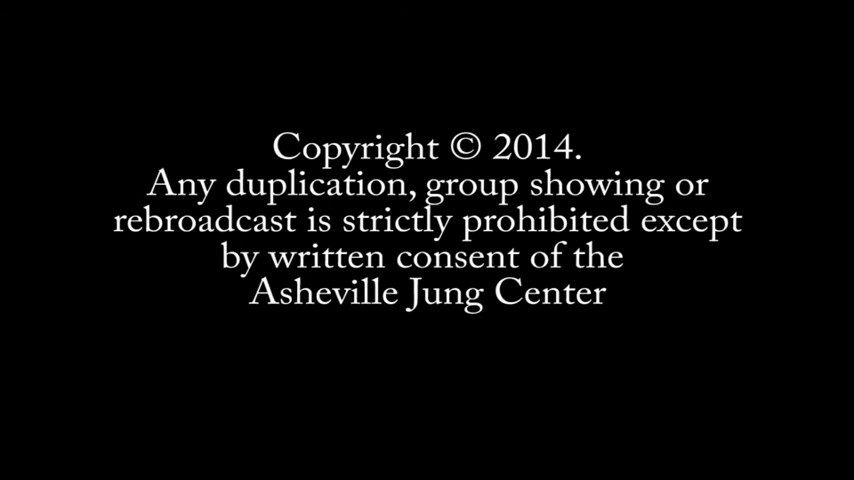 Copyright © 2014.
Any duplication, group showing or
rebroadcast is strictly prohibited except
by written consent of the
Asheville Jung Center